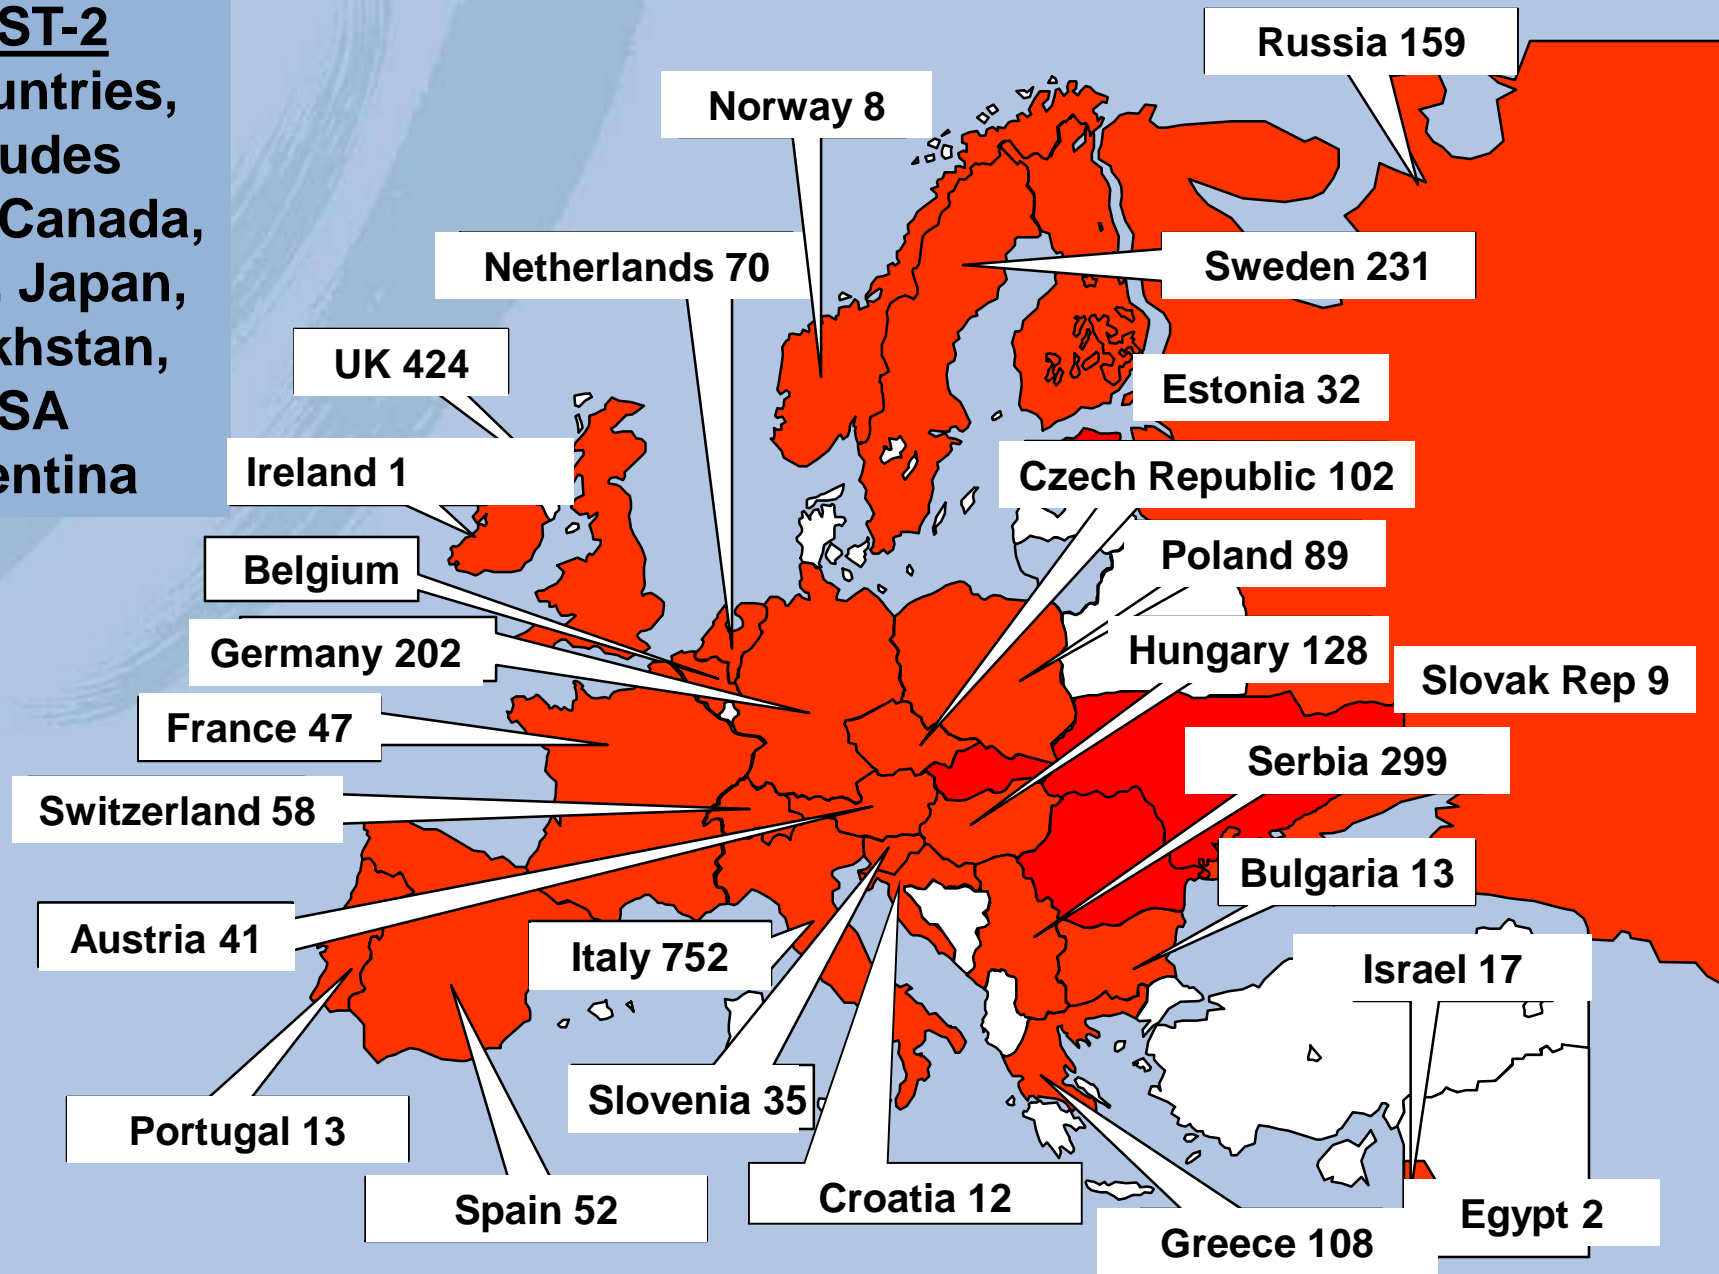 ST-2
untries,
udes
Canada,
, Japan,
khstan,
SA
entina
Russia 159
Norway 8
Netherlands 70
Sweden 231
UK 424
Estonia 32
Ireland 1
Czech Republic 102
Belgium
Poland 89
Germany 202
Hungary 128
Slovak Rep 9
France 47
Serbia 299
Switzerland 58
Bulgaria 13
Austria 41
Italy 752
Israel 17
Slovenia 35
Portugal 13
Spain 52
Croatia 12
Egypt 2
Greece 108